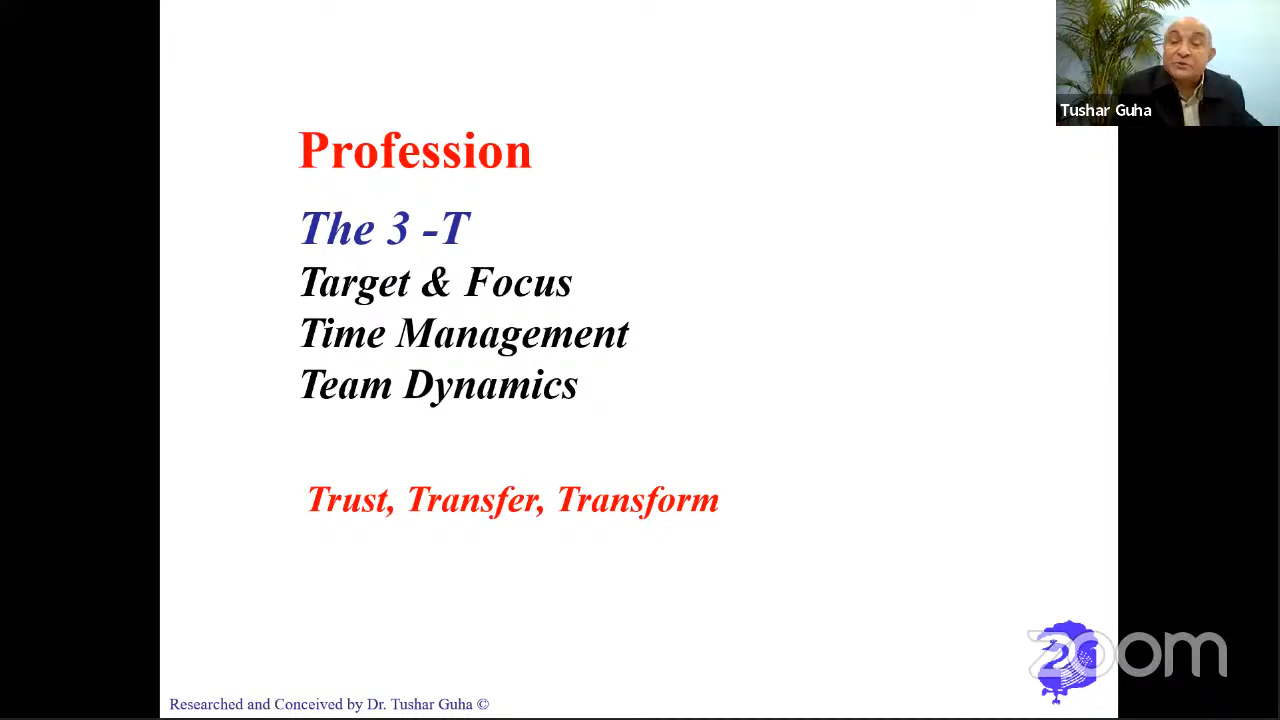 Tushar Guha
Profession
The 3 -T
Target & Focus
Time Management
Team Dynamics
Trust, Transfer, Transform
zoom
Researched and Conceived by Dr. Tushar Guha ©